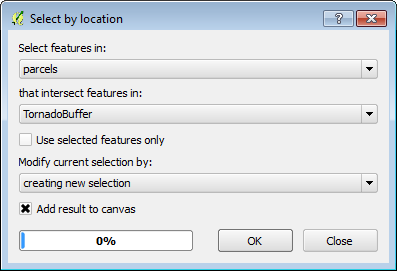 Select by location
Select features in:
parcels
that intersect features in:
TornadoBuffer
Use selected features only
Modify current selection by:
creating new selection
Add result to canvas
0%
OK
Close